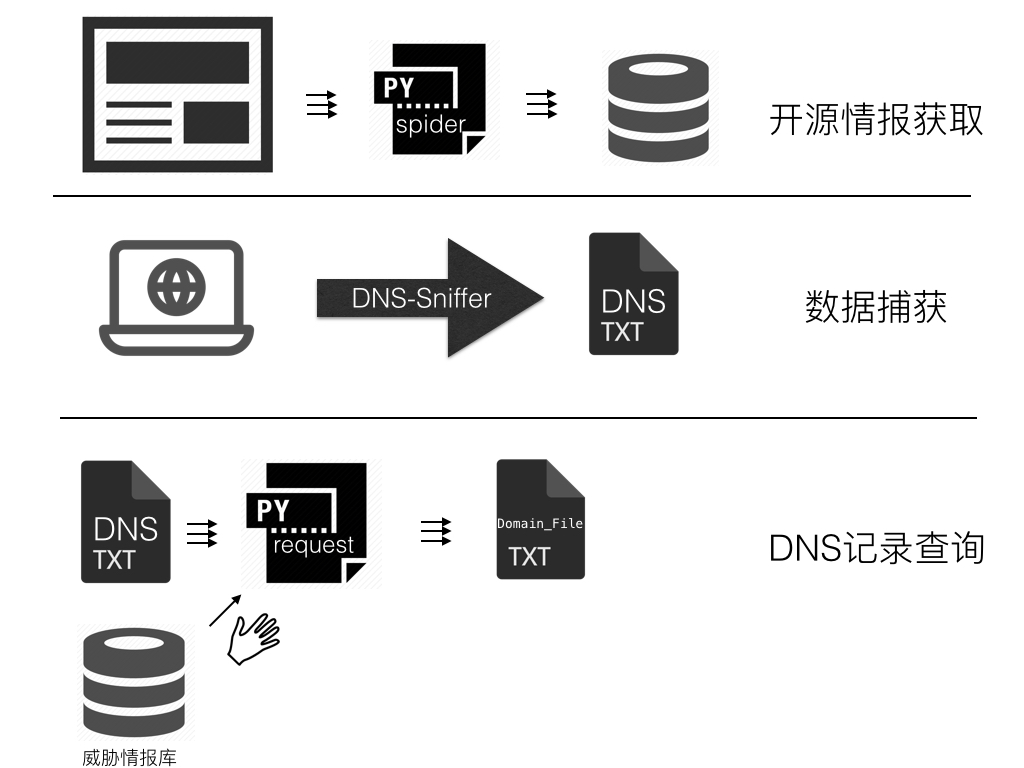 PY
spider
开源情报获取
DNS-Sniffer
DNS
TXT
数据捕获
DNS
TXT
PY
request
Domain_File
TXT
DNS记录查询
威胁情报库